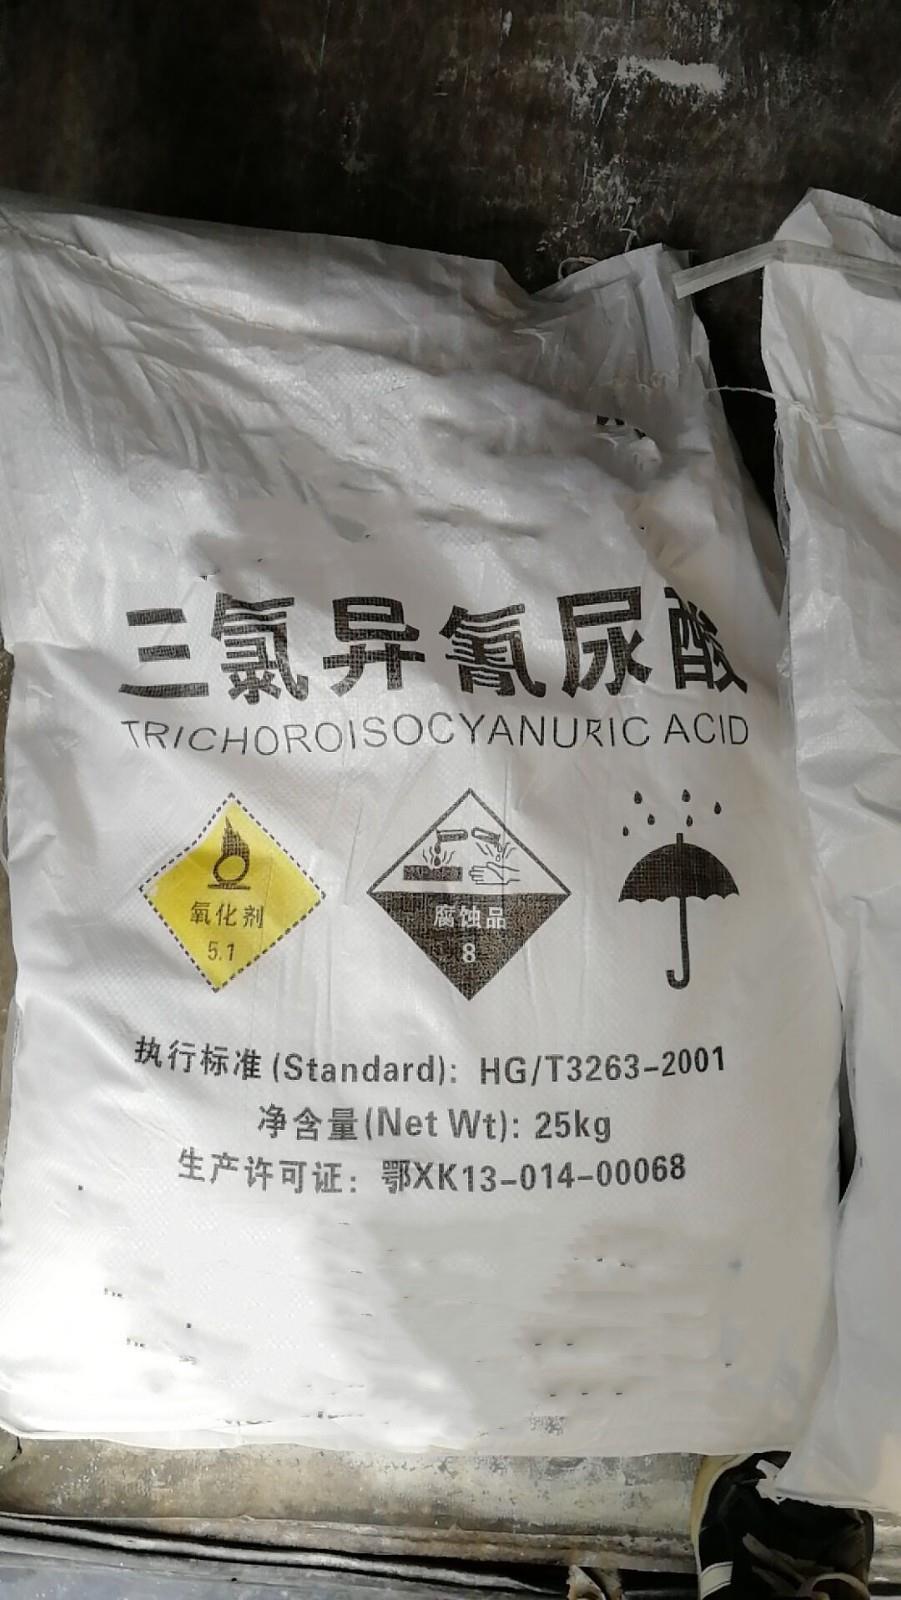 三氯异氰尿酸
TRICHOROISOCYANURIC ACID
氧化剂
5.1
腐蚀品
8
执行标准(Standard): HG/T3263-2001
净含量(Net Wt): 25kg
生产许可证: 鄂XK13-014-00068